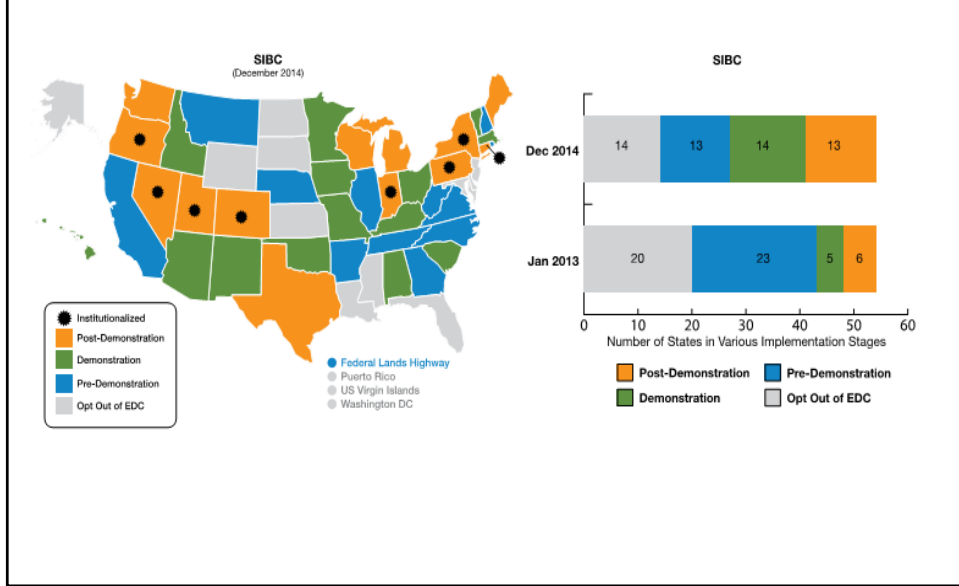 SIBC
(December 2014)
Institutionalized
Post-Demonstration
Demonstration
Pre-Demonstration
Opt Out of EDC
Federal Lands Highway
Puerto Rico
US Virgin Islands
Washington DC
SIBC
Dec 2014
14
13
14
13
Jan 2013
20
23
5
6
0
10
20
30
40
50
60
Number of States in Various Implementation Stages
Post-Demonstration
Pre-Demonstration
Demonstration
Opt Out of EDC